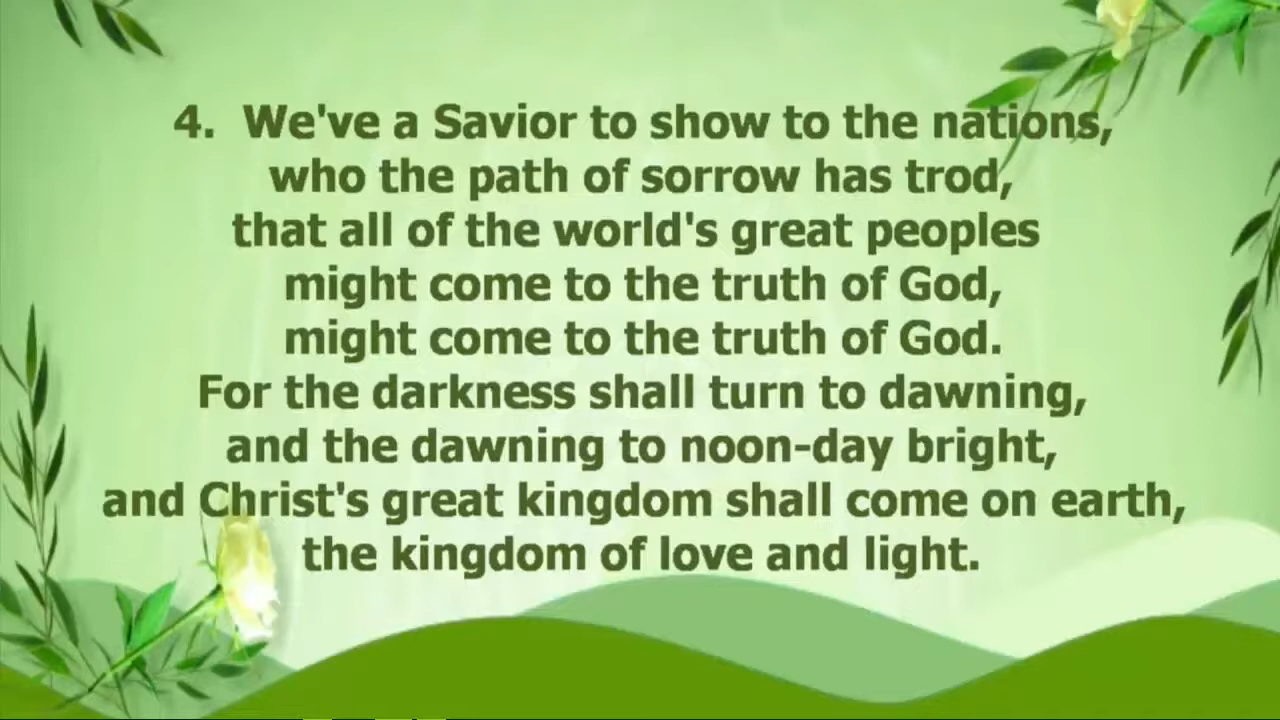 4. We've a Savior to show to the nations,
who the path of sorrow has trod,
that all of the world's great peoples
might come to the truth of God,
might come to the truth of God.
For the darkness shall turn to dawning,
and the dawning to noon-day bright,
and Christ's great kingdom shall come on earth,
the kingdom of love and light.